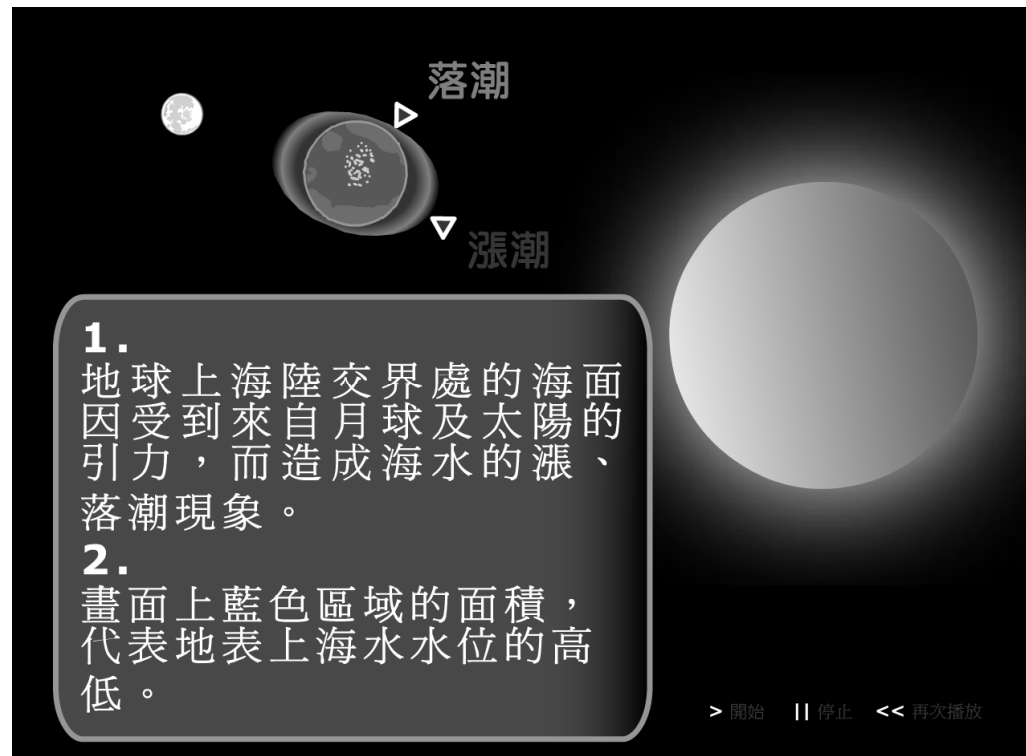 落潮
漲潮
1.
地球上海陸交界處的海面
因受到來自月球及太陽的
引力，而造成海水的漲、
落潮現象。
2.
畫面上藍色區域的面積，
代表地表上海水水位的高
低。
> 開始 || 停止 << 再次播放